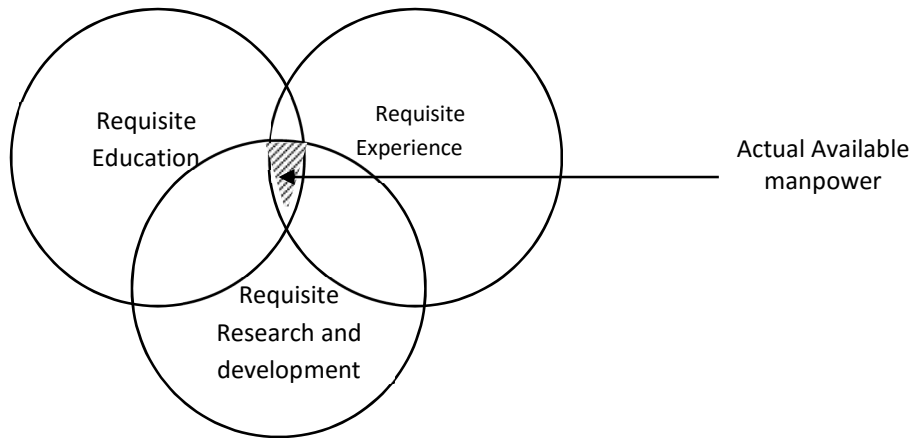 Requisite
Education
Requisite
Experience
Actual Available
manpower
Requisite
Research and
development